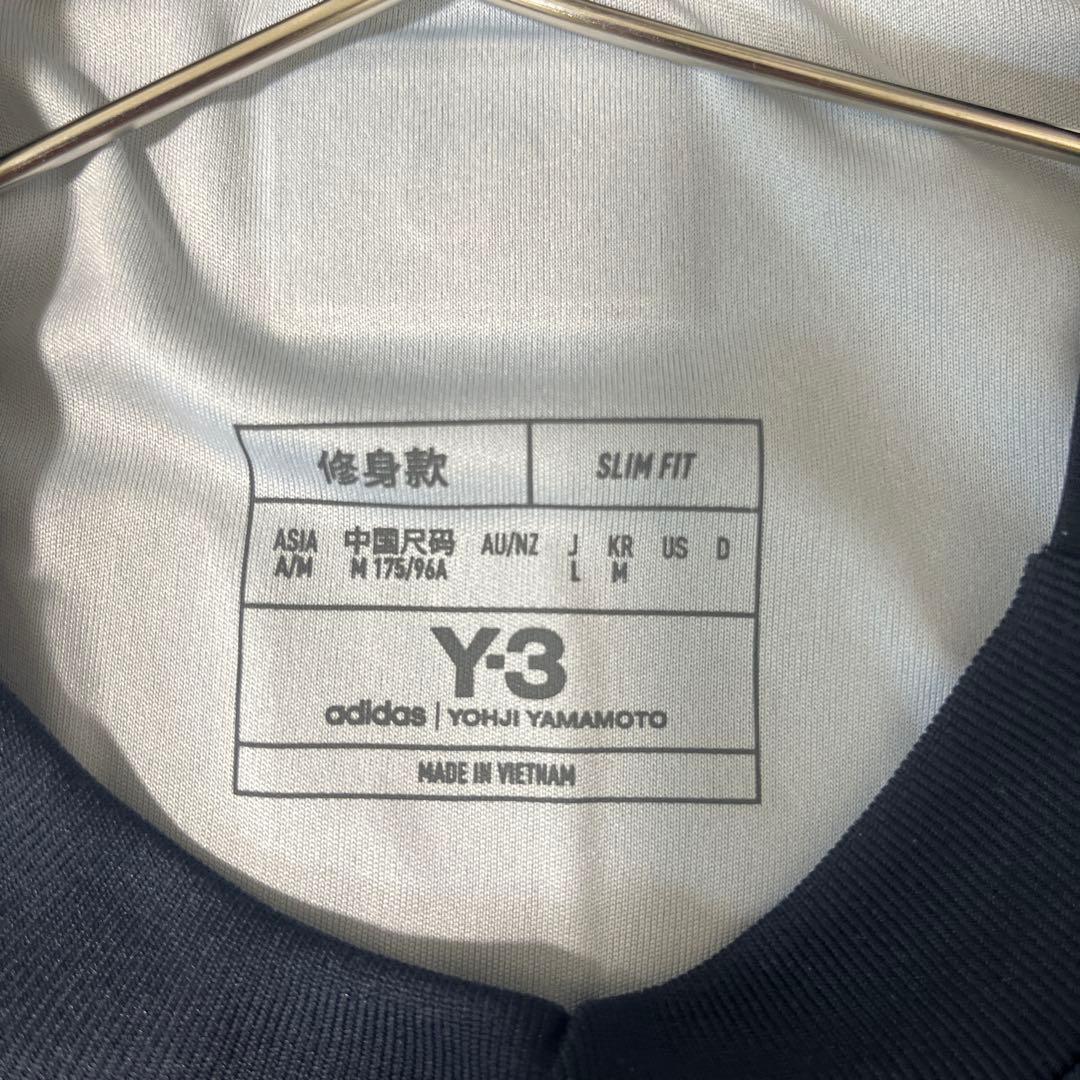 修身款 SLIM FIT
ASIA 中国尺码 AU/NZ J KR US D
A/M M 175/96A L M
Y-3
adidas | YOHJI YAMAMOTO
MADE IN VIETNAM